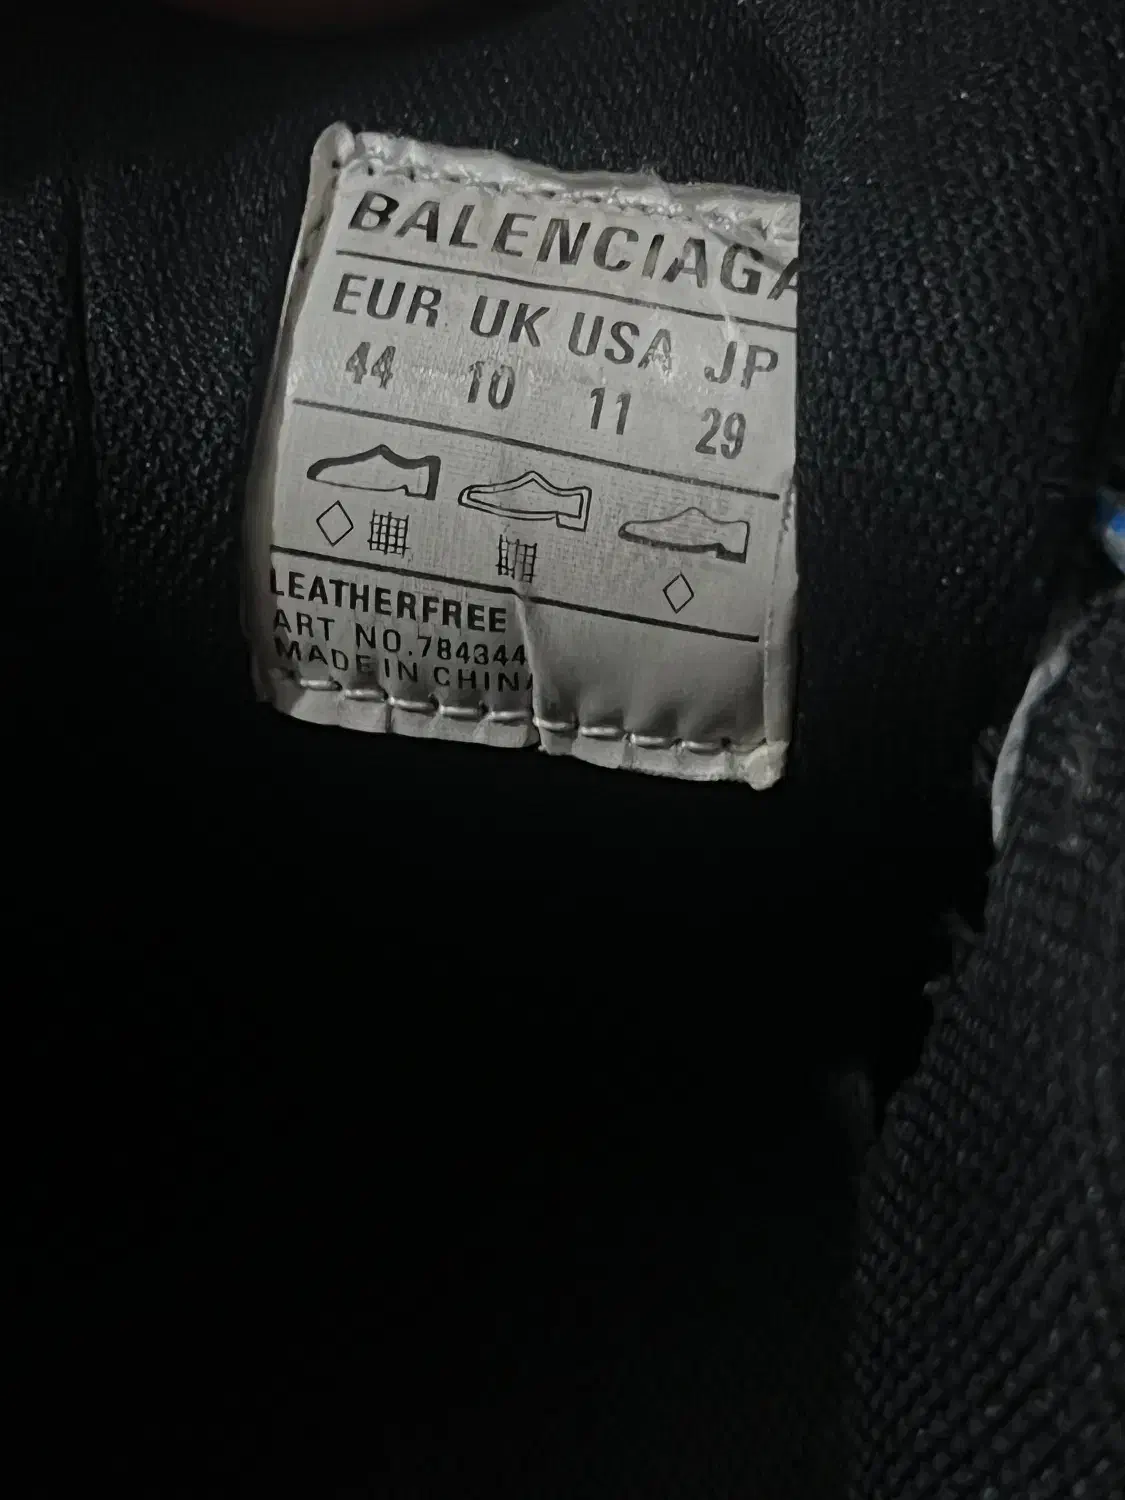 BALENCIAGA
EUR UK USA JP
44 10 11 29
LEATHERFREE
ART NO.784344
MADE IN CHINA